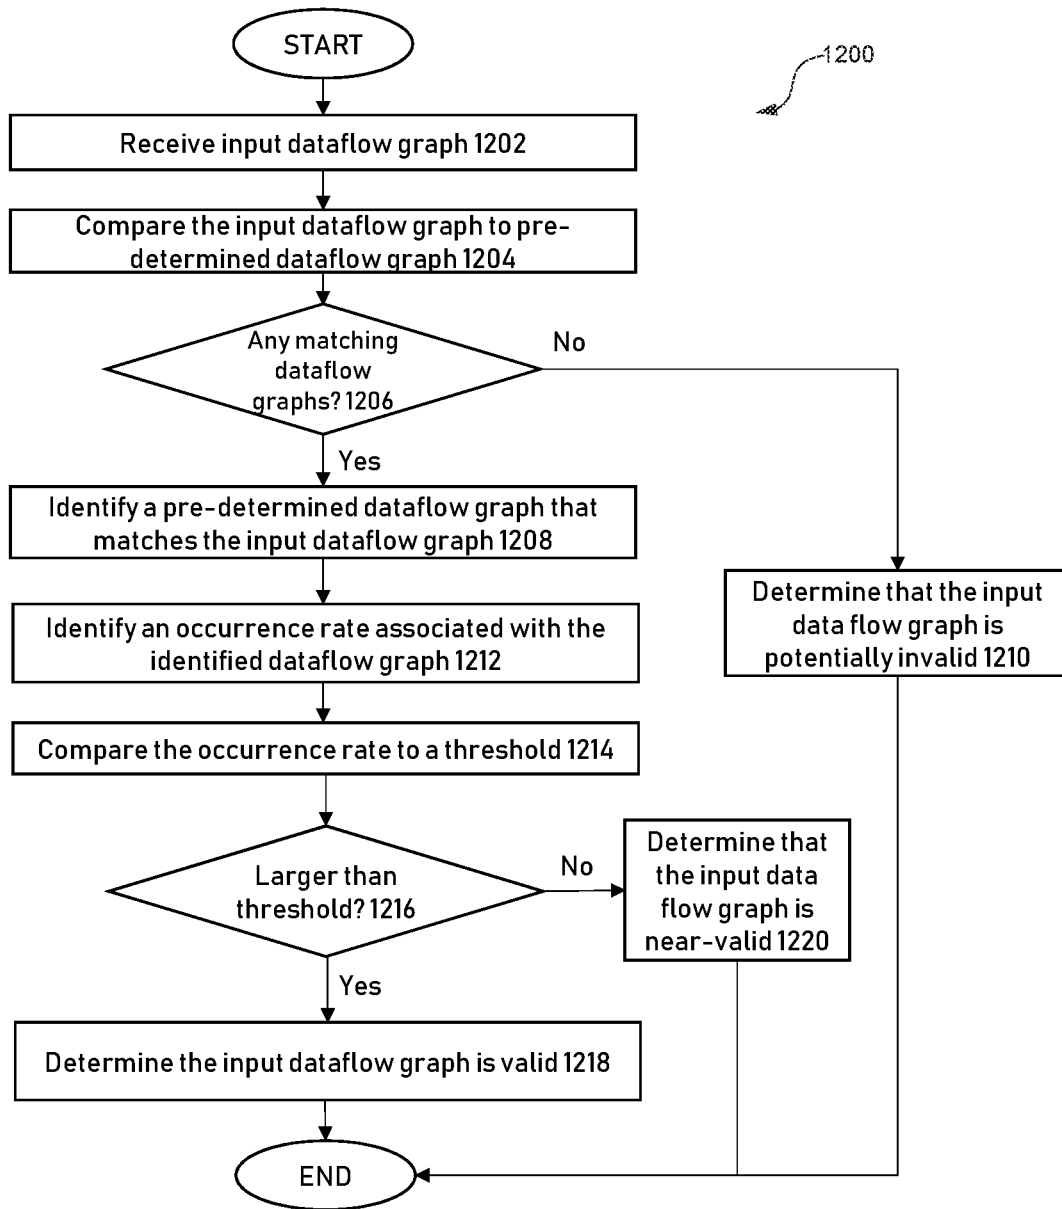 START
1200
Receive input dataflow graph 1202
Compare the input dataflow graph to pre-
determined dataflow graph 1204
Any matching
dataflow
graphs? 1206
No
Yes
Identify a pre-determined dataflow graph that
matches the input dataflow graph 1208
Determine that the input
data flow graph is
potentially invalid 1210
Identify an occurrence rate associated with the
identified dataflow graph 1212
Compare the occurrence rate to a threshold 1214
Larger than
threshold? 1216
No
Determine that
the input data
flow graph is
near-valid 1220
Yes
Determine the input dataflow graph is valid 1218
END